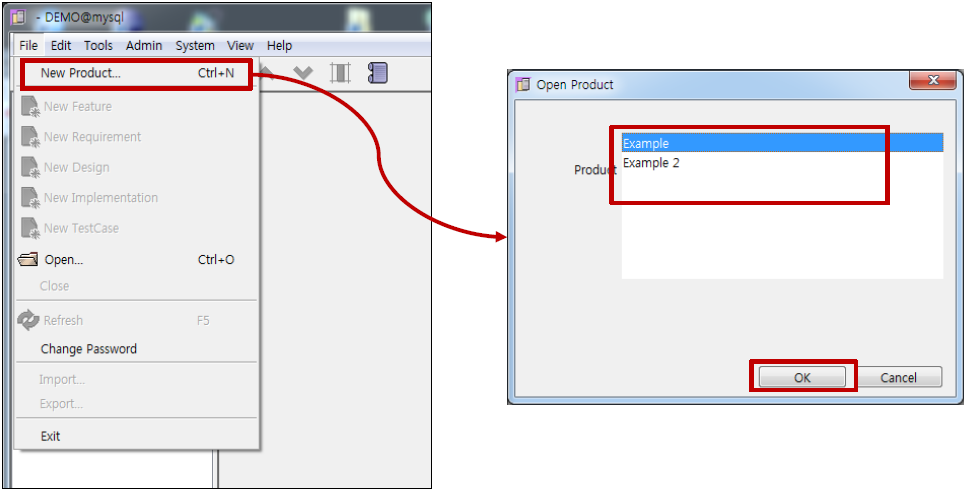 - DEMO@mysql
File Edit Tools Admin System View Help
New Product... Ctrl+N
New Feature
New Requirement
New Design
New Implementation
New TestCase
Open... Ctrl+O
Close
Refresh F5
Change Password
Import...
Export...
Exit
Open Product
Product
Example
Example 2
OK
Cancel